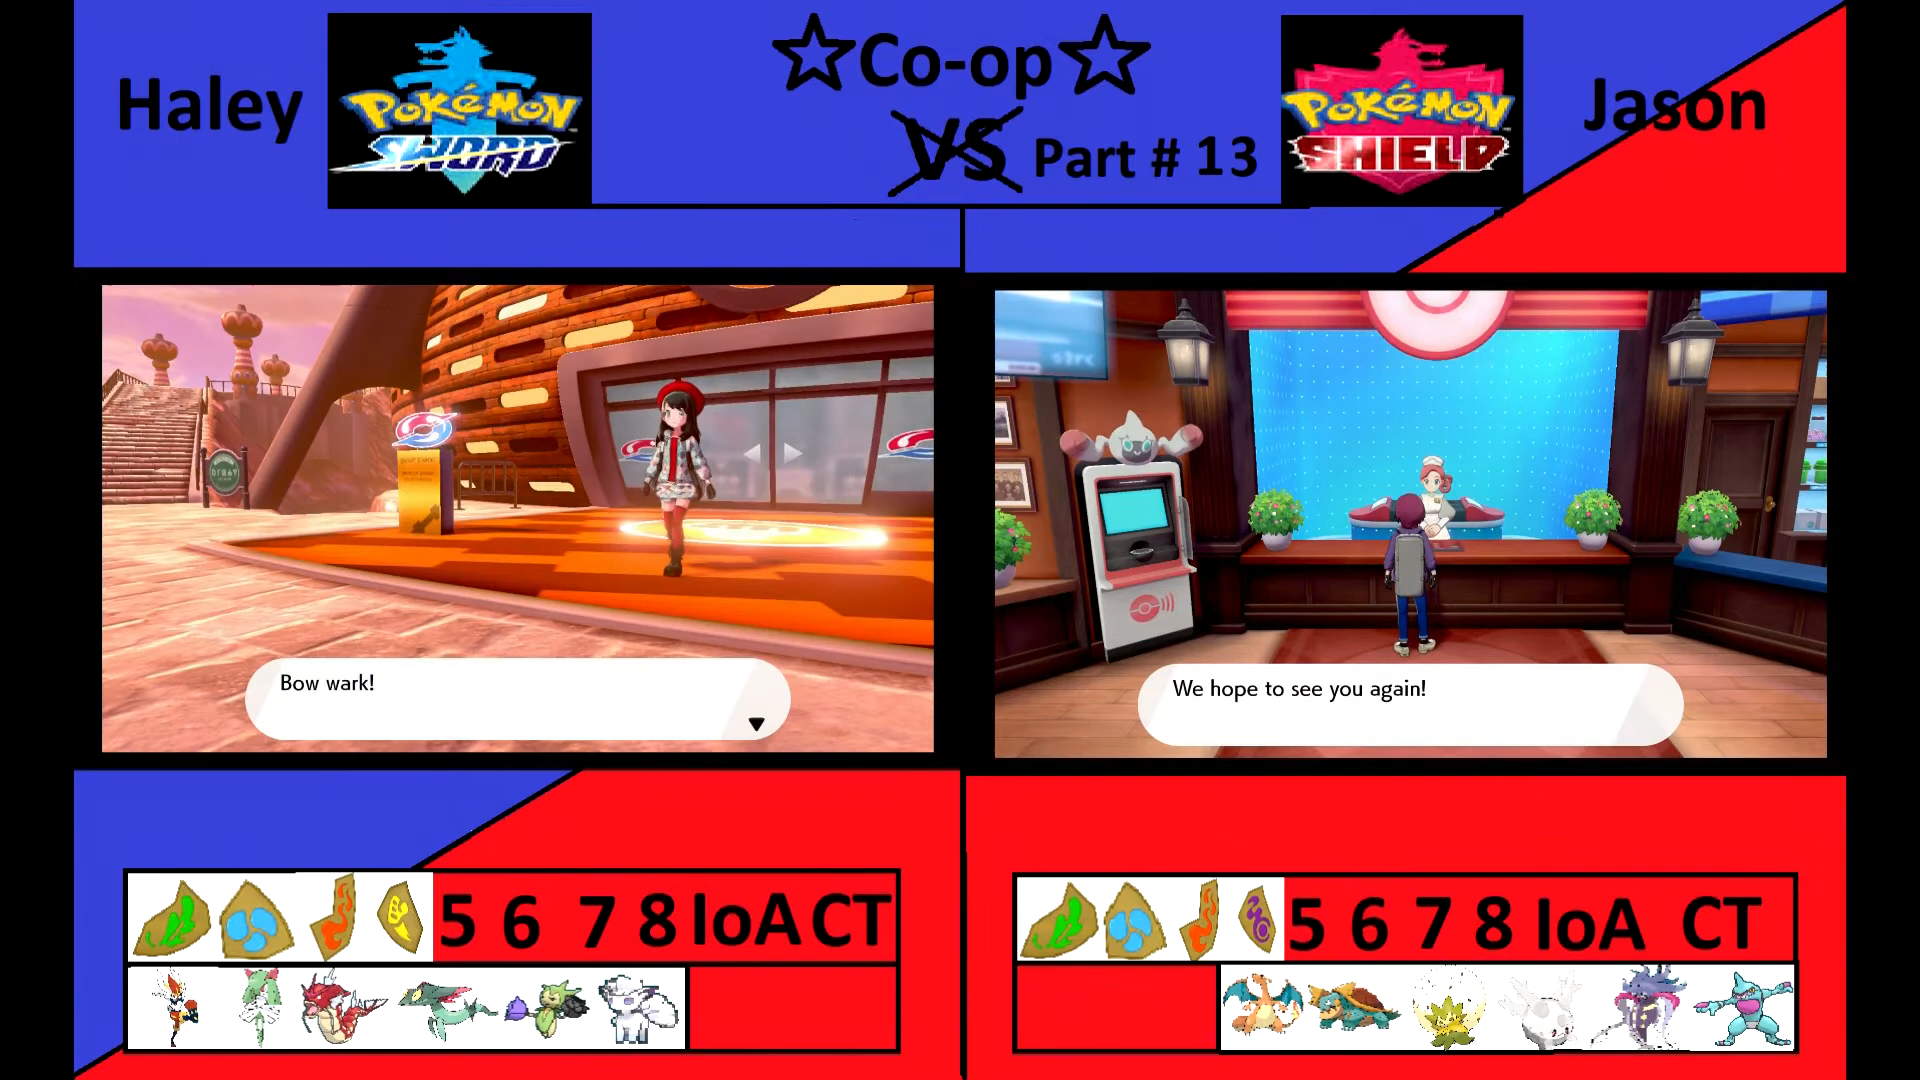 Haley
POKéMON
SWORD
☆Co-op☆
VS Part # 13
POKéMON
SHIELD
Jason
Bow wark!
We hope to see you again!
5 6 7 8 IoA CT
5 6 7 8 IoA CT